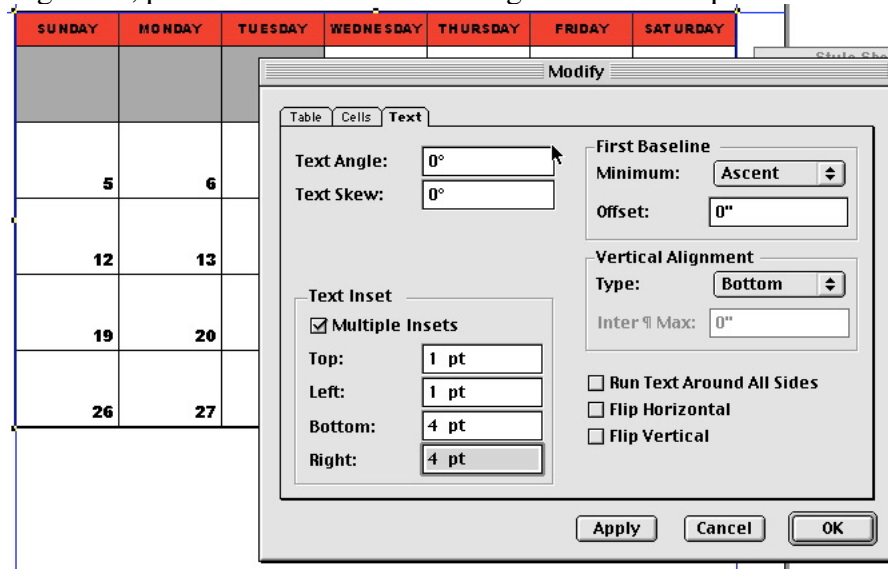 SUNDAY MONDAY TUESDAY WEDNESDAY THURSDAY FRIDAY SATURDAY
Modify
Table Cells Text
Text Angle: 0°
Text Skew: 0°
First Baseline
Minimum: Ascent
Offset: 0"
5 6
12 13
19 20
26 27
Vertical Alignment
Type: Bottom
Inter ¶ Max: 0"
Text Inset
Multiple Insets
Top: 1 pt
Left: 1 pt
Bottom: 4 pt
Right: 4 pt
Run Text Around All Sides
Flip Horizontal
Flip Vertical
Apply Cancel OK